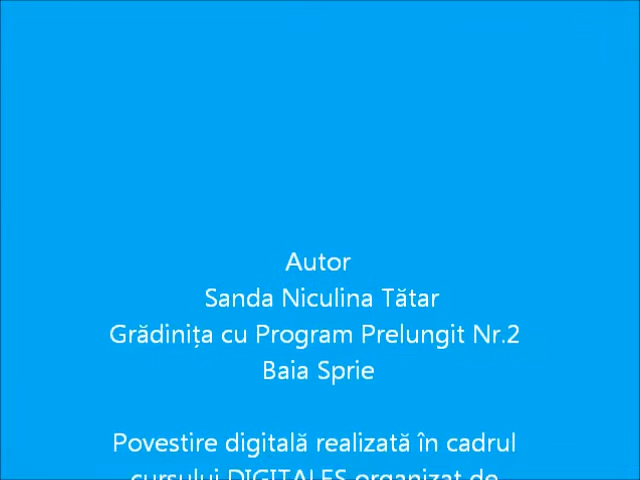 Autor
Sanda Niculina Tătar
Grădinița cu Program Prelungit Nr.2
Baia Sprie
Povestire digitală realizată în cadrul
cursului DIGITALES organizat de